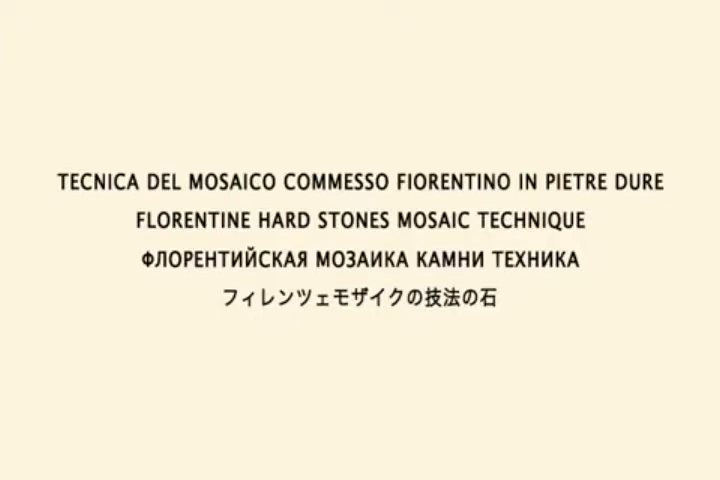 TECNICA DEL MOSAICO COMMESSO FIORENTINO IN PIETRE DURE
FLORENTINE HARD STONES MOSAIC TECHNIQUE
ФЛОРЕНТИЙСКАЯ МОЗАИКА КАМНИ ТЕХНИКА
フィレンツェモザイクの技法の石